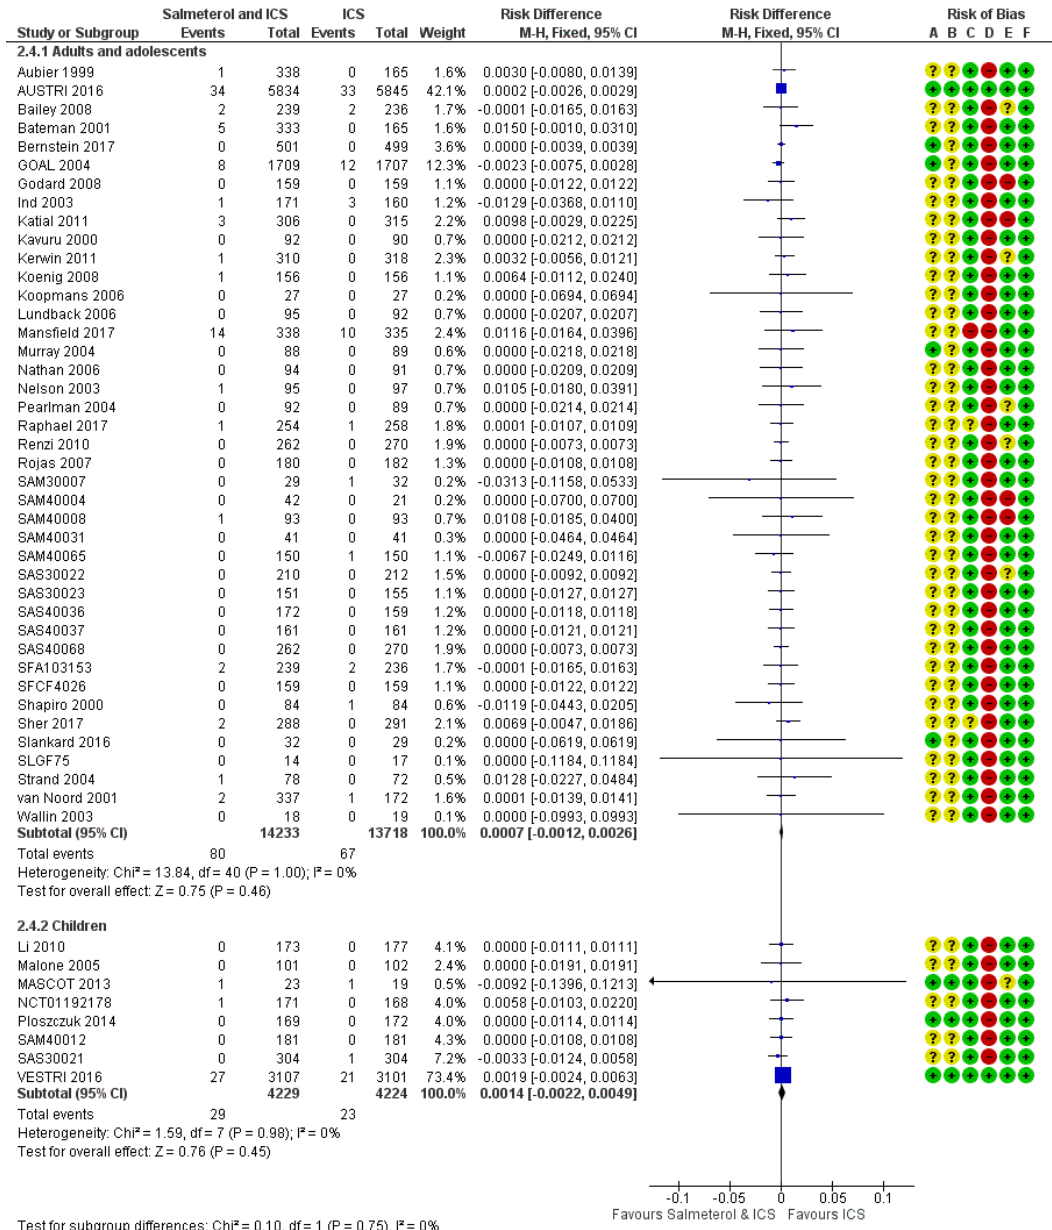 Salmeterol and ICS ICS Risk Difference Risk Difference Risk of Bias
Study or Subgroup Events Total Events Total Weight M-H, Fixed, 95% CI M-H, Fixed, 95% CI A B C D E F
2.4.1 Adults and adolescents
Aubier 1999 1 338 0 165 1.6% 0.0030 [-0.0080, 0.0139] ? ? + - + +
AUSTRI 2016 34 5834 33 5845 42.1% 0.0002 [-0.0026, 0.0029] + + + + + +
Bailey 2008 2 239 2 236 1.7% -0.0001 [-0.0165, 0.0163] ? ? + - ? +
Bateman 2001 5 333 0 165 1.6% 0.0150 [-0.0010, 0.0310] ? ? + - + +
Bernstein 2017 0 501 0 499 3.6% 0.0000 [-0.0039, 0.0039] + ? + - + +
GOAL 2004 8 1709 12 1707 12.3% -0.0023 [-0.0075, 0.0028] + ? + - + +
Godard 2008 0 159 0 159 1.1% 0.0000 [-0.0122, 0.0122] ? ? + - - +
Ind 2003 1 171 3 160 1.2% -0.0129 [-0.0368, 0.0110] ? ? + - + +
Katial 2011 3 306 0 315 2.2% 0.0098 [-0.0029, 0.0225] ? ? + - - +
Kavuru 2000 0 92 0 90 0.7% 0.0000 [-0.0212, 0.0212] ? ? + - + +
Kerwin 2011 1 310 0 318 2.3% 0.0032 [-0.0056, 0.0121] ? ? + - ? +
Koenig 2008 1 156 0 156 1.1% 0.0064 [-0.0112, 0.0240] ? ? + - + +
Koopmans 2006 0 27 0 27 0.2% 0.0000 [-0.0694, 0.0694] ? ? + - + +
Lundback 2006 0 95 0 92 0.7% 0.0000 [-0.0207, 0.0207] ? ? + - + +
Mansfield 2017 14 338 10 335 2.4% 0.0116 [-0.0164, 0.0396] ? ? - - + +
Murray 2004 0 88 0 89 0.6% 0.0000 [-0.0218, 0.0218] + ? + - + +
Nathan 2006 0 94 0 91 0.7% 0.0000 [-0.0209, 0.0209] ? ? + - + +
Nelson 2003 1 95 0 97 0.7% 0.0105 [-0.0180, 0.0391] ? ? + - + +
Pearlman 2004 0 92 0 89 0.7% 0.0000 [-0.0214, 0.0214] ? ? + - ? +
Raphael 2017 1 254 1 258 1.8% 0.0001 [-0.0107, 0.0109] ? ? ? - + +
Renzi 2010 0 262 0 270 1.9% 0.0000 [-0.0073, 0.0073] ? ? + - ? +
Rojas 2007 0 180 0 182 1.3% 0.0000 [-0.0108, 0.0108] ? ? + - + +
SAM30007 0 29 1 32 0.2% -0.0313 [-0.1158, 0.0533] ? ? + - + +
SAM40004 0 42 0 21 0.2% 0.0000 [-0.0700, 0.0700] ? ? + - - +
SAM40008 1 93 0 93 0.7% 0.0108 [-0.0185, 0.0400] ? ? + - - +
SAM40031 0 41 0 41 0.3% 0.0000 [-0.0464, 0.0464] ? ? + - + +
SAM40065 0 150 1 150 1.1% -0.0067 [-0.0249, 0.0116] ? ? + - + +
SAS30022 0 210 0 212 1.5% 0.0000 [-0.0092, 0.0092] ? ? + - ? +
SAS30023 0 151 0 155 1.1% 0.0000 [-0.0127, 0.0127] ? ? + - + +
SAS40036 0 172 0 159 1.2% 0.0000 [-0.0118, 0.0118] ? ? + - + +
SAS40037 0 161 0 161 1.2% 0.0000 [-0.0121, 0.0121] ? ? + - + +
SAS40068 0 262 0 270 1.9% 0.0000 [-0.0073, 0.0073] ? ? + - + +
SFA103153 2 239 2 236 1.7% -0.0001 [-0.0165, 0.0163] ? ? + - + +
SFCF4026 0 159 0 159 1.1% 0.0000 [-0.0122, 0.0122] ? ? + - + +
Shapiro 2000 0 84 1 84 0.6% -0.0119 [-0.0443, 0.0205] ? ? + - + +
Sher 2017 2 288 0 291 2.1% 0.0069 [-0.0047, 0.0186] ? ? ? - + +
Slankard 2016 0 32 0 29 0.2% 0.0000 [-0.0619, 0.0619] + ? + - + +
SLGF75 0 14 0 17 0.1% 0.0000 [-0.1184, 0.1184] ? ? + - + +
Strand 2004 1 78 0 72 0.5% 0.0128 [-0.0227, 0.0484] ? ? + - + +
van Noord 2001 2 337 1 172 1.6% 0.0001 [-0.0139, 0.0141] ? ? + - + +
Wallin 2003 0 18 0 19 0.1% 0.0000 [-0.0993, 0.0993] ? ? + - + +
Subtotal (95% CI) 14233 13718 100.0% 0.0007 [-0.0012, 0.0026]
Total events 80 67
Heterogeneity: Chi² = 13.84, df = 40 (P = 1.00); I² = 0%
Test for overall effect: Z = 0.75 (P = 0.46)
2.4.2 Children
Li 2010 0 173 0 177 4.1% 0.0000 [-0.0111, 0.0111] ? ? + - + +
Malone 2005 0 101 0 102 2.4% 0.0000 [-0.0191, 0.0191] ? ? + - + +
MASCOT 2013 1 23 1 19 0.5% -0.0092 [-0.1396, 0.1213] + + + - ? +
NCT01192178 1 171 0 168 4.0% 0.0058 [-0.0103, 0.0220] ? ? + - + +
Ploszczuk 2014 0 169 0 172 4.0% 0.0000 [-0.0114, 0.0114] + + + - + +
SAM40012 0 181 0 181 4.3% 0.0000 [-0.0108, 0.0108] ? ? + - + +
SAS30021 0 304 1 304 7.2% -0.0033 [-0.0124, 0.0058] ? ? + - + +
VESTRI 2016 27 3107 21 3101 73.4% 0.0019 [-0.0024, 0.0063] + + + + + +
Subtotal (95% CI) 4229 4224 100.0% 0.0014 [-0.0022, 0.0049]
Total events 29 23
Heterogeneity: Chi² = 1.59, df = 7 (P = 0.98); I² = 0%
Test for overall effect: Z = 0.76 (P = 0.45)
-0.1 -0.05 0 0.05 0.1
Favours Salmeterol & ICS Favours ICS
Test for subgroup differences: Chi² = 0.10, df = 1 (P = 0.75), I² = 0%